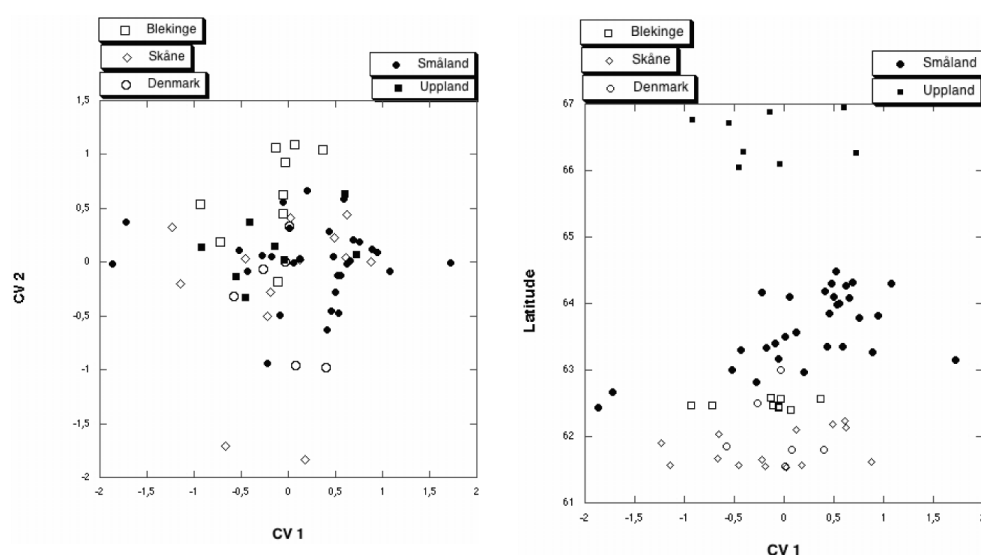 Blekinge
Skåne
Denmark
Småland
Uppland
1,5
1
0,5
0
-0,5
-1
-1,5
-2
-2 -1,5 -1 -0,5 0 0,5 1 1,5 2
CV 2
CV 1
Blekinge
Skåne
Denmark
Småland
Uppland
67
66
65
64
63
62
61
-2 -1,5 -1 -0,5 0 0,5 1 1,5 2
Latitude
CV 1